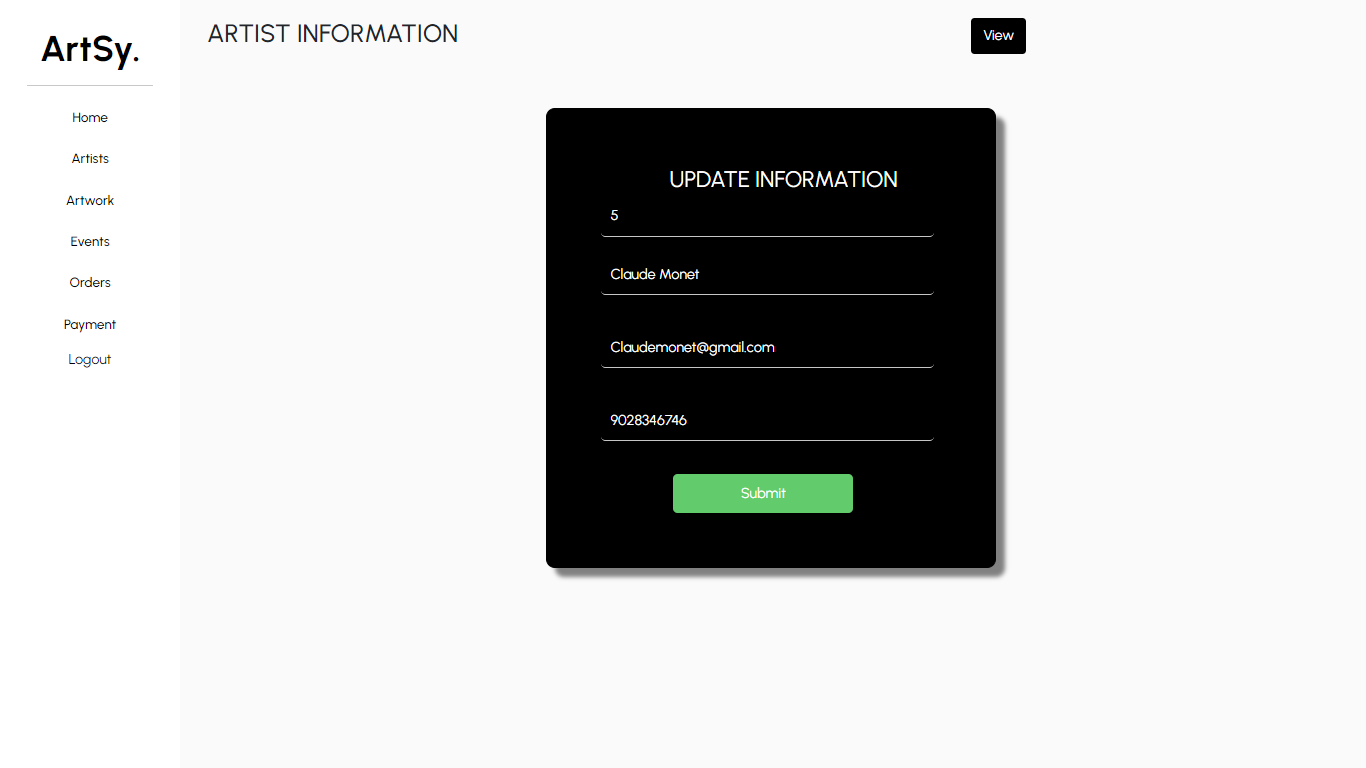 ArtSy.
Home
Artists
Artwork
Events
Orders
Payment
Logout
ARTIST INFORMATION
View
UPDATE INFORMATION
5
Claude Monet
Claudemonet@gmail.com
9028346746
Submit